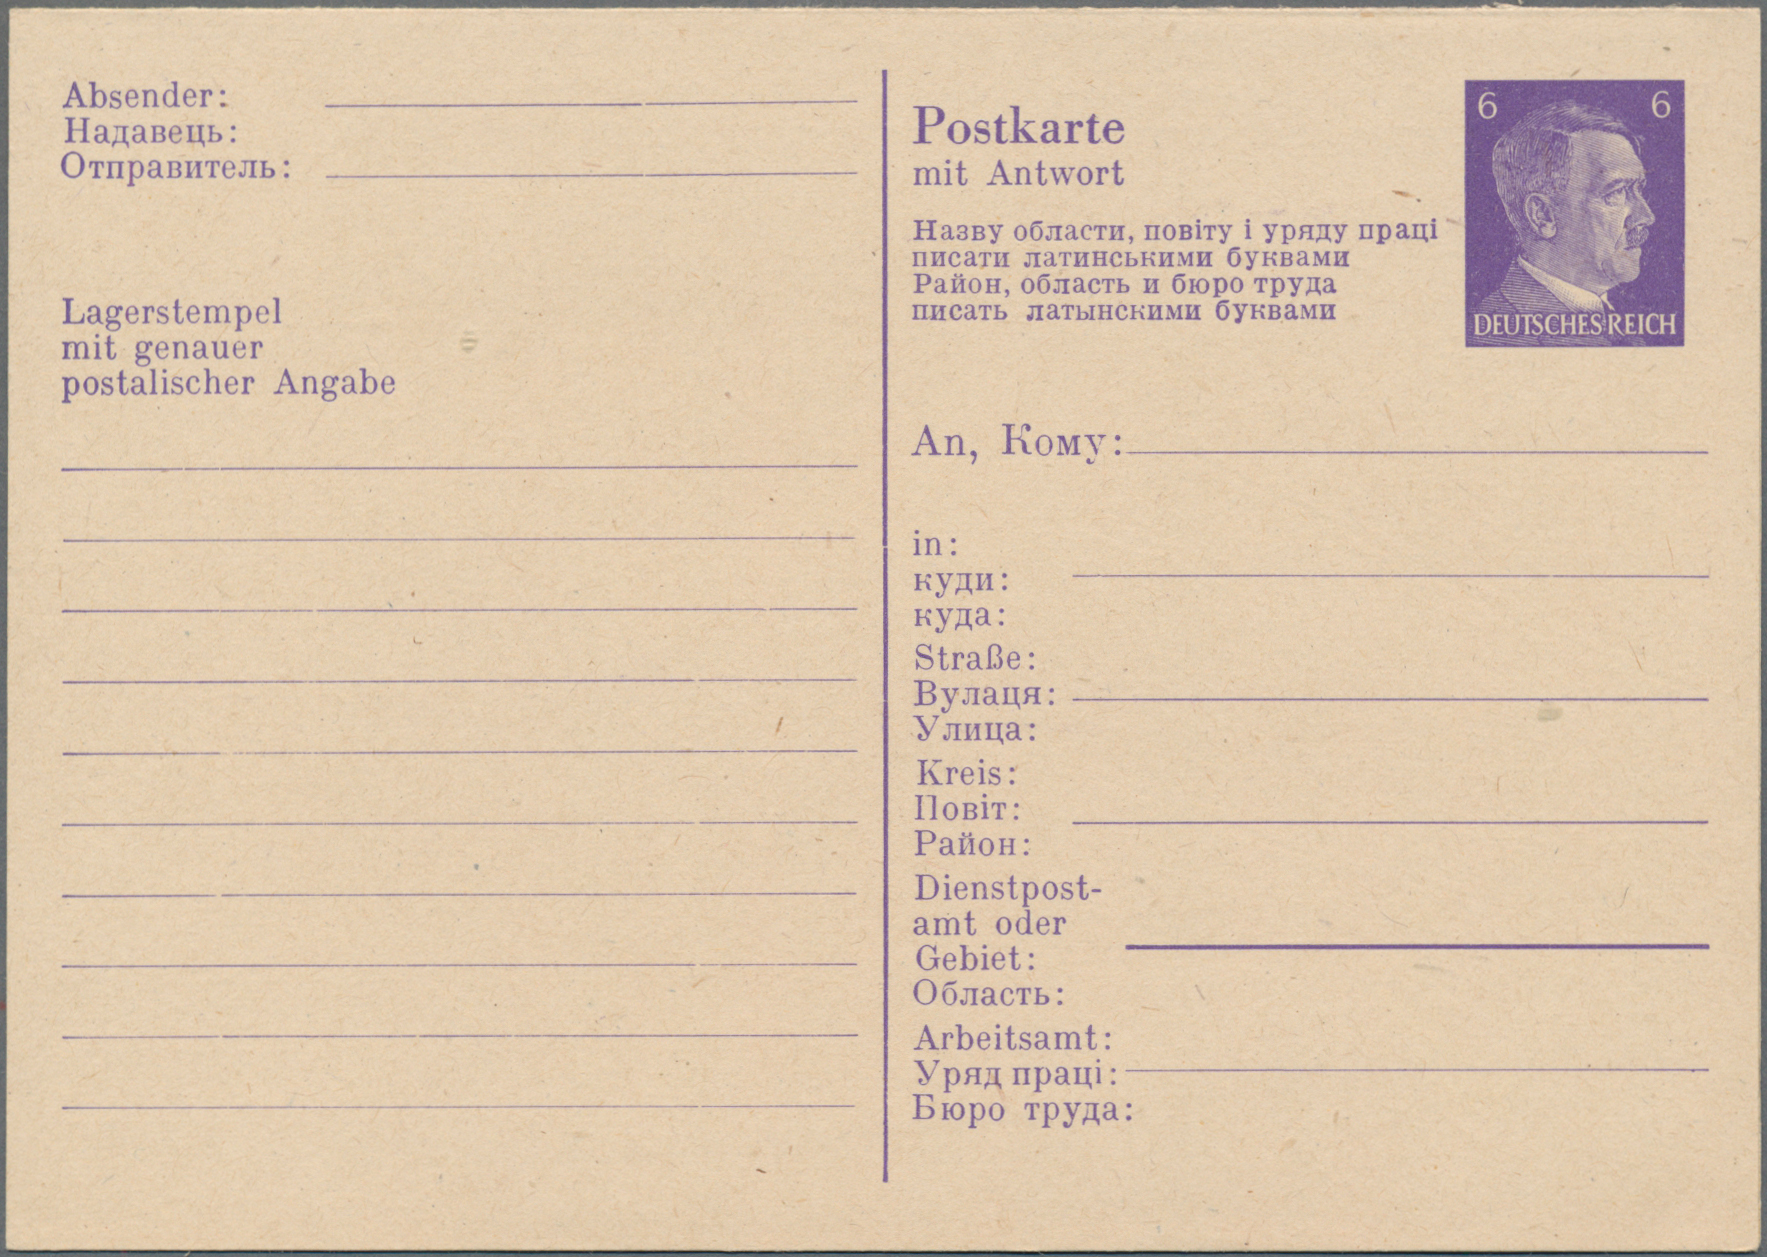 Absender:
Надавець:
Отправитель:
Lagerstempel
mit genauer
postalischer Angabe
Postkarte
mit Antwort
Назву области, повіту і уряду праці
писати латинськими буквами
Район, область и бюро труда
писать латынскими буквами
6 6
DEUTSCHES REICH
An, Кому:
in:
куди:
куда:
Straße:
Вулаця:
Улица:
Kreis:
Повіт:
Район:
Dienstpost-
amt oder
Gebiet:
Область:
Arbeitsamt:
Уряд праці:
Бюро труда: